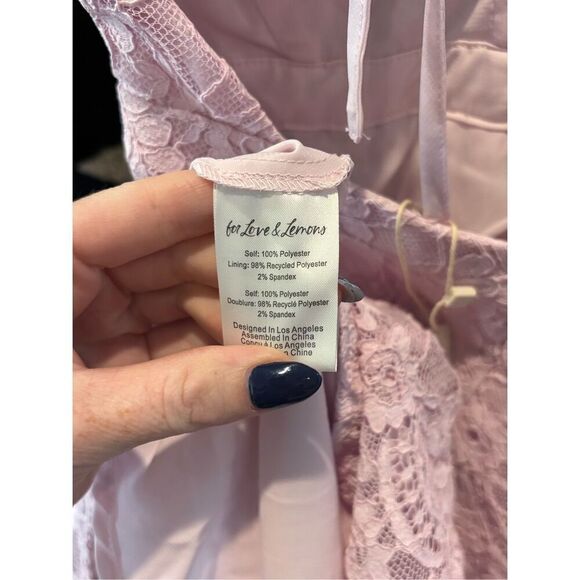 for Love & Lemons
Self: 100% Polyester
Lining: 98% Recycled Polyester
2% Spandex
Self: 100% Polyester
Doublure: 98% Recyclé Polyester
2% Spandex
Designed In Los Angeles
Assembled In China
Conçu à Los Angeles
en Chine